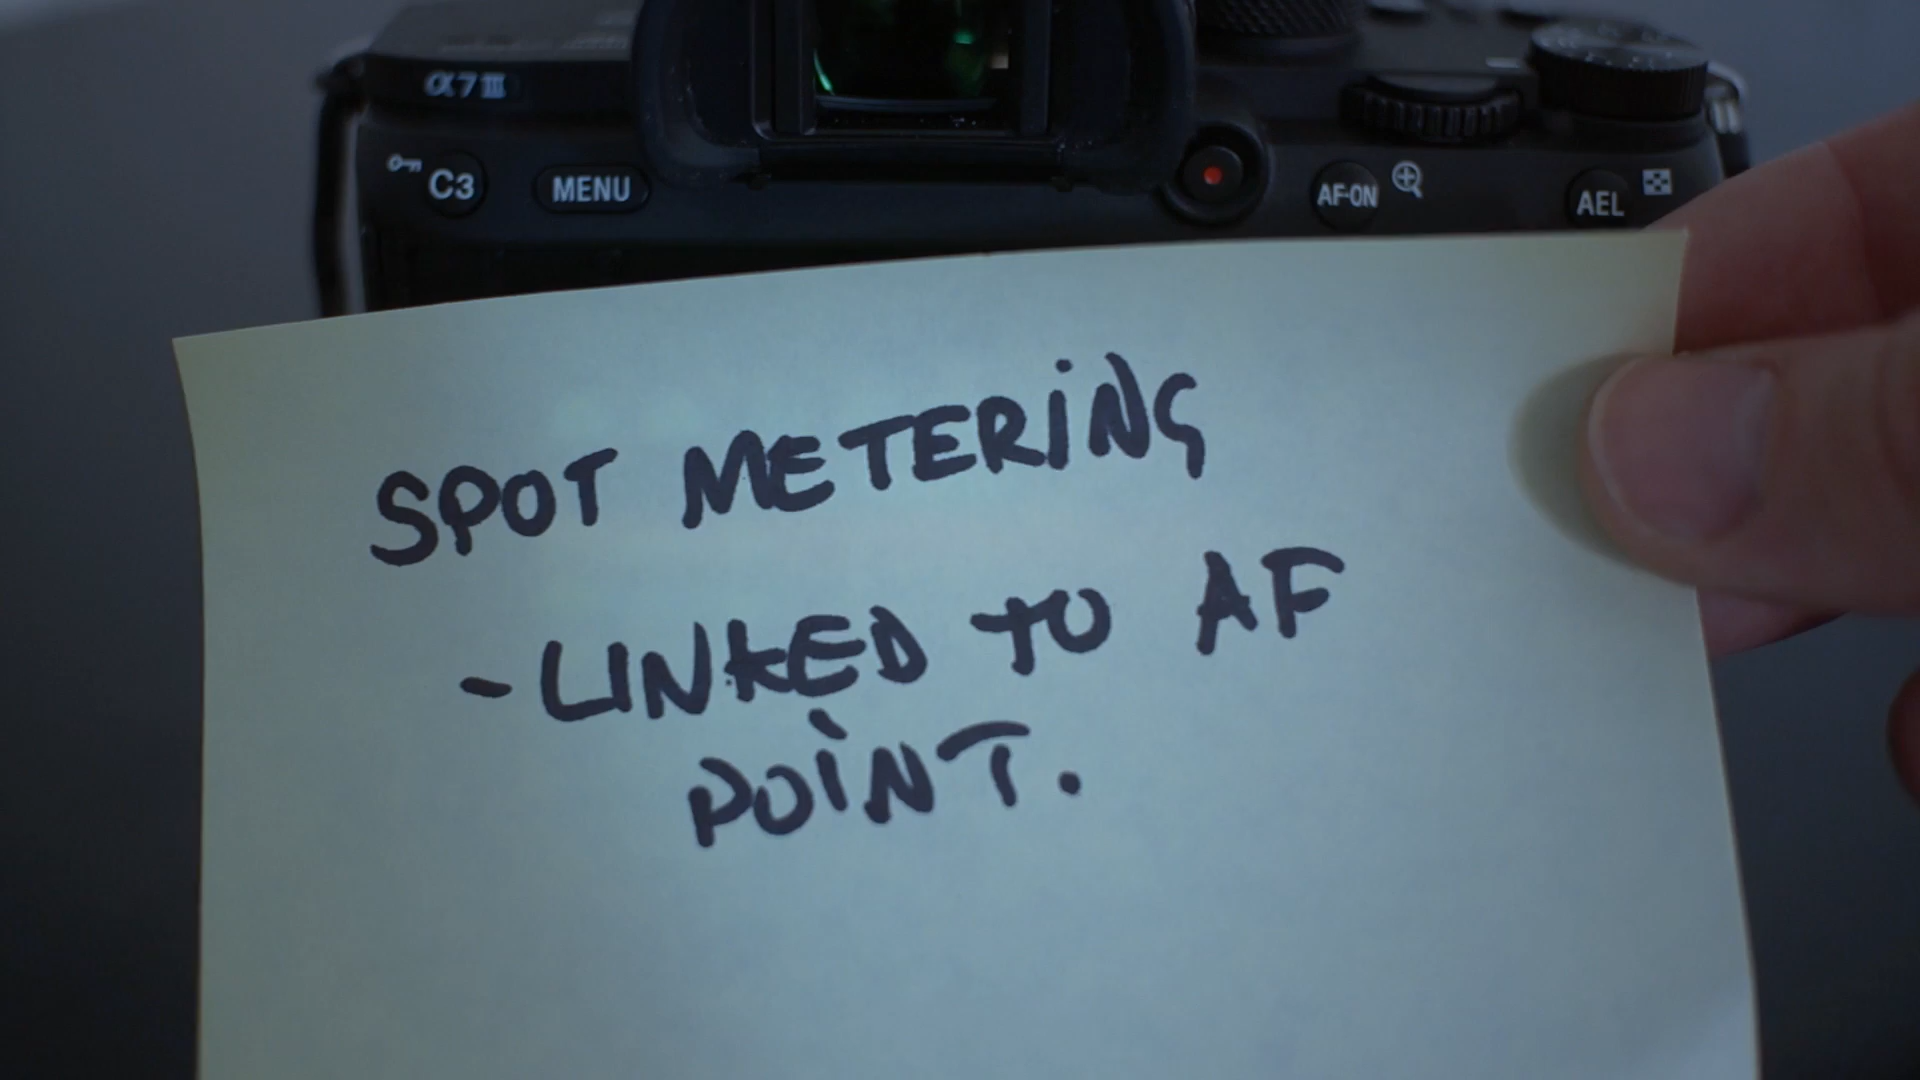 α7III
C3 MENU AF-ON AEL
SPOT METERING
- LINKED TO AF
POINT.